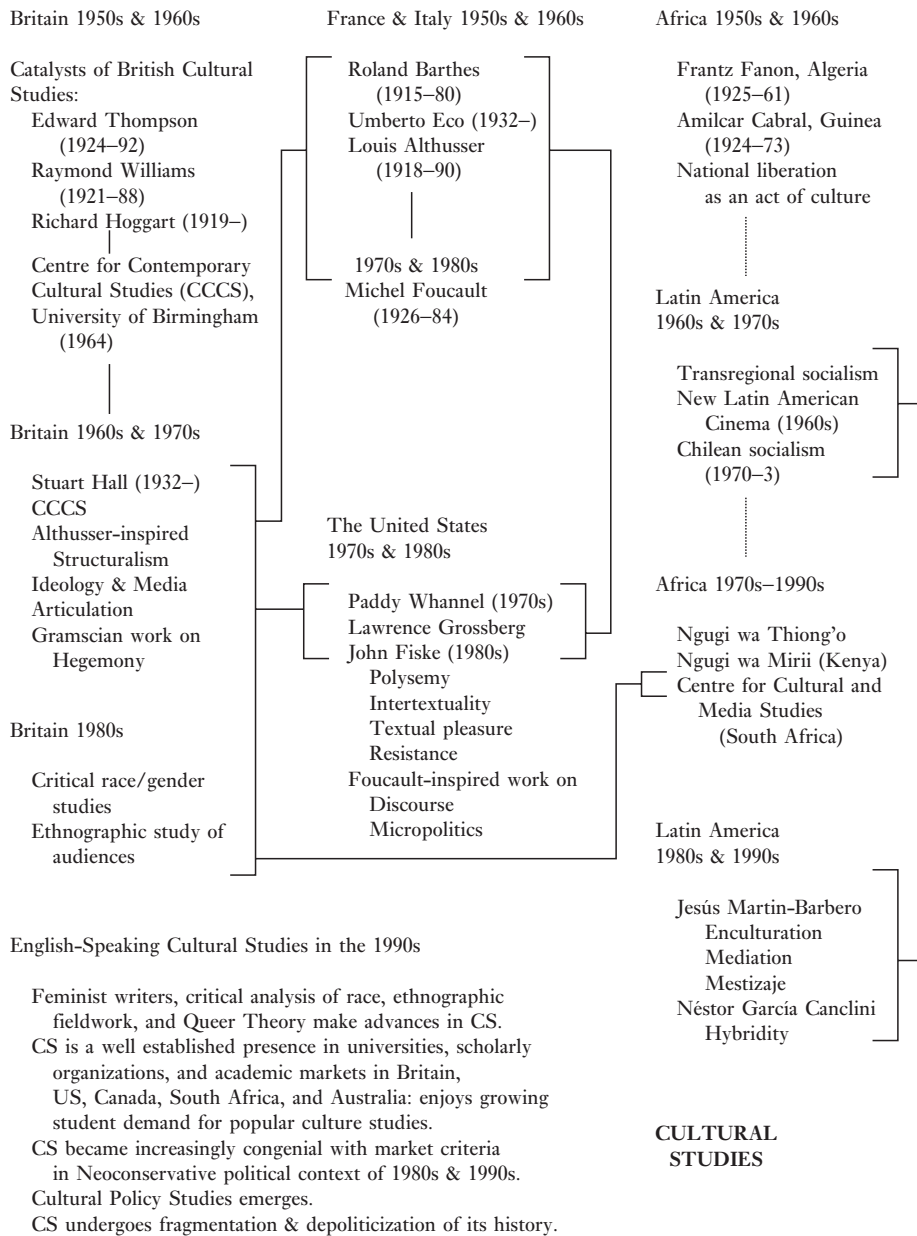 Britain 1950s & 1960s
Catalysts of British Cultural
Studies:
Edward Thompson
(1924–92)
Raymond Williams
(1921–88)
Richard Hoggart (1919–)
Centre for Contemporary
Cultural Studies (CCCS),
University of Birmingham
(1964)
Britain 1960s & 1970s
Stuart Hall (1932–)
CCCS
Althusser-inspired
Structuralism
Ideology & Media
Articulation
Gramscian work on
Hegemony
Britain 1980s
Critical race/gender
studies
Ethnographic study of
audiences
France & Italy 1950s & 1960s
Roland Barthes
(1915–80)
Umberto Eco (1932–)
Louis Althusser
(1918–90)
1970s & 1980s
Michel Foucault
(1926–84)
The United States
1970s & 1980s
Paddy Whannel (1970s)
Lawrence Grossberg
John Fiske (1980s)
Polysemy
Intertextuality
Textual pleasure
Resistance
Foucault-inspired work on
Discourse
Micropolitics
Africa 1950s & 1960s
Frantz Fanon, Algeria
(1925–61)
Amilcar Cabral, Guinea
(1924–73)
National liberation
as an act of culture
Latin America
1960s & 1970s
Transregional socialism
New Latin American
Cinema (1960s)
Chilean socialism
(1970–3)
Africa 1970s–1990s
Ngugi wa Thiong'o
Ngugi wa Mirii (Kenya)
Centre for Cultural and
Media Studies
(South Africa)
Latin America
1980s & 1990s
Jesús Martin-Barbero
Enculturation
Mediation
Mestizaje
Néstor García Canclini
Hybridity
English-Speaking Cultural Studies in the 1990s
Feminist writers, critical analysis of race, ethnographic
fieldwork, and Queer Theory make advances in CS.
CS is a well established presence in universities, scholarly
organizations, and academic markets in Britain,
US, Canada, South Africa, and Australia: enjoys growing
student demand for popular culture studies.
CS became increasingly congenial with market criteria
in Neoconservative political context of 1980s & 1990s.
Cultural Policy Studies emerges.
CS undergoes fragmentation & depoliticization of its history.
CULTURAL
STUDIES